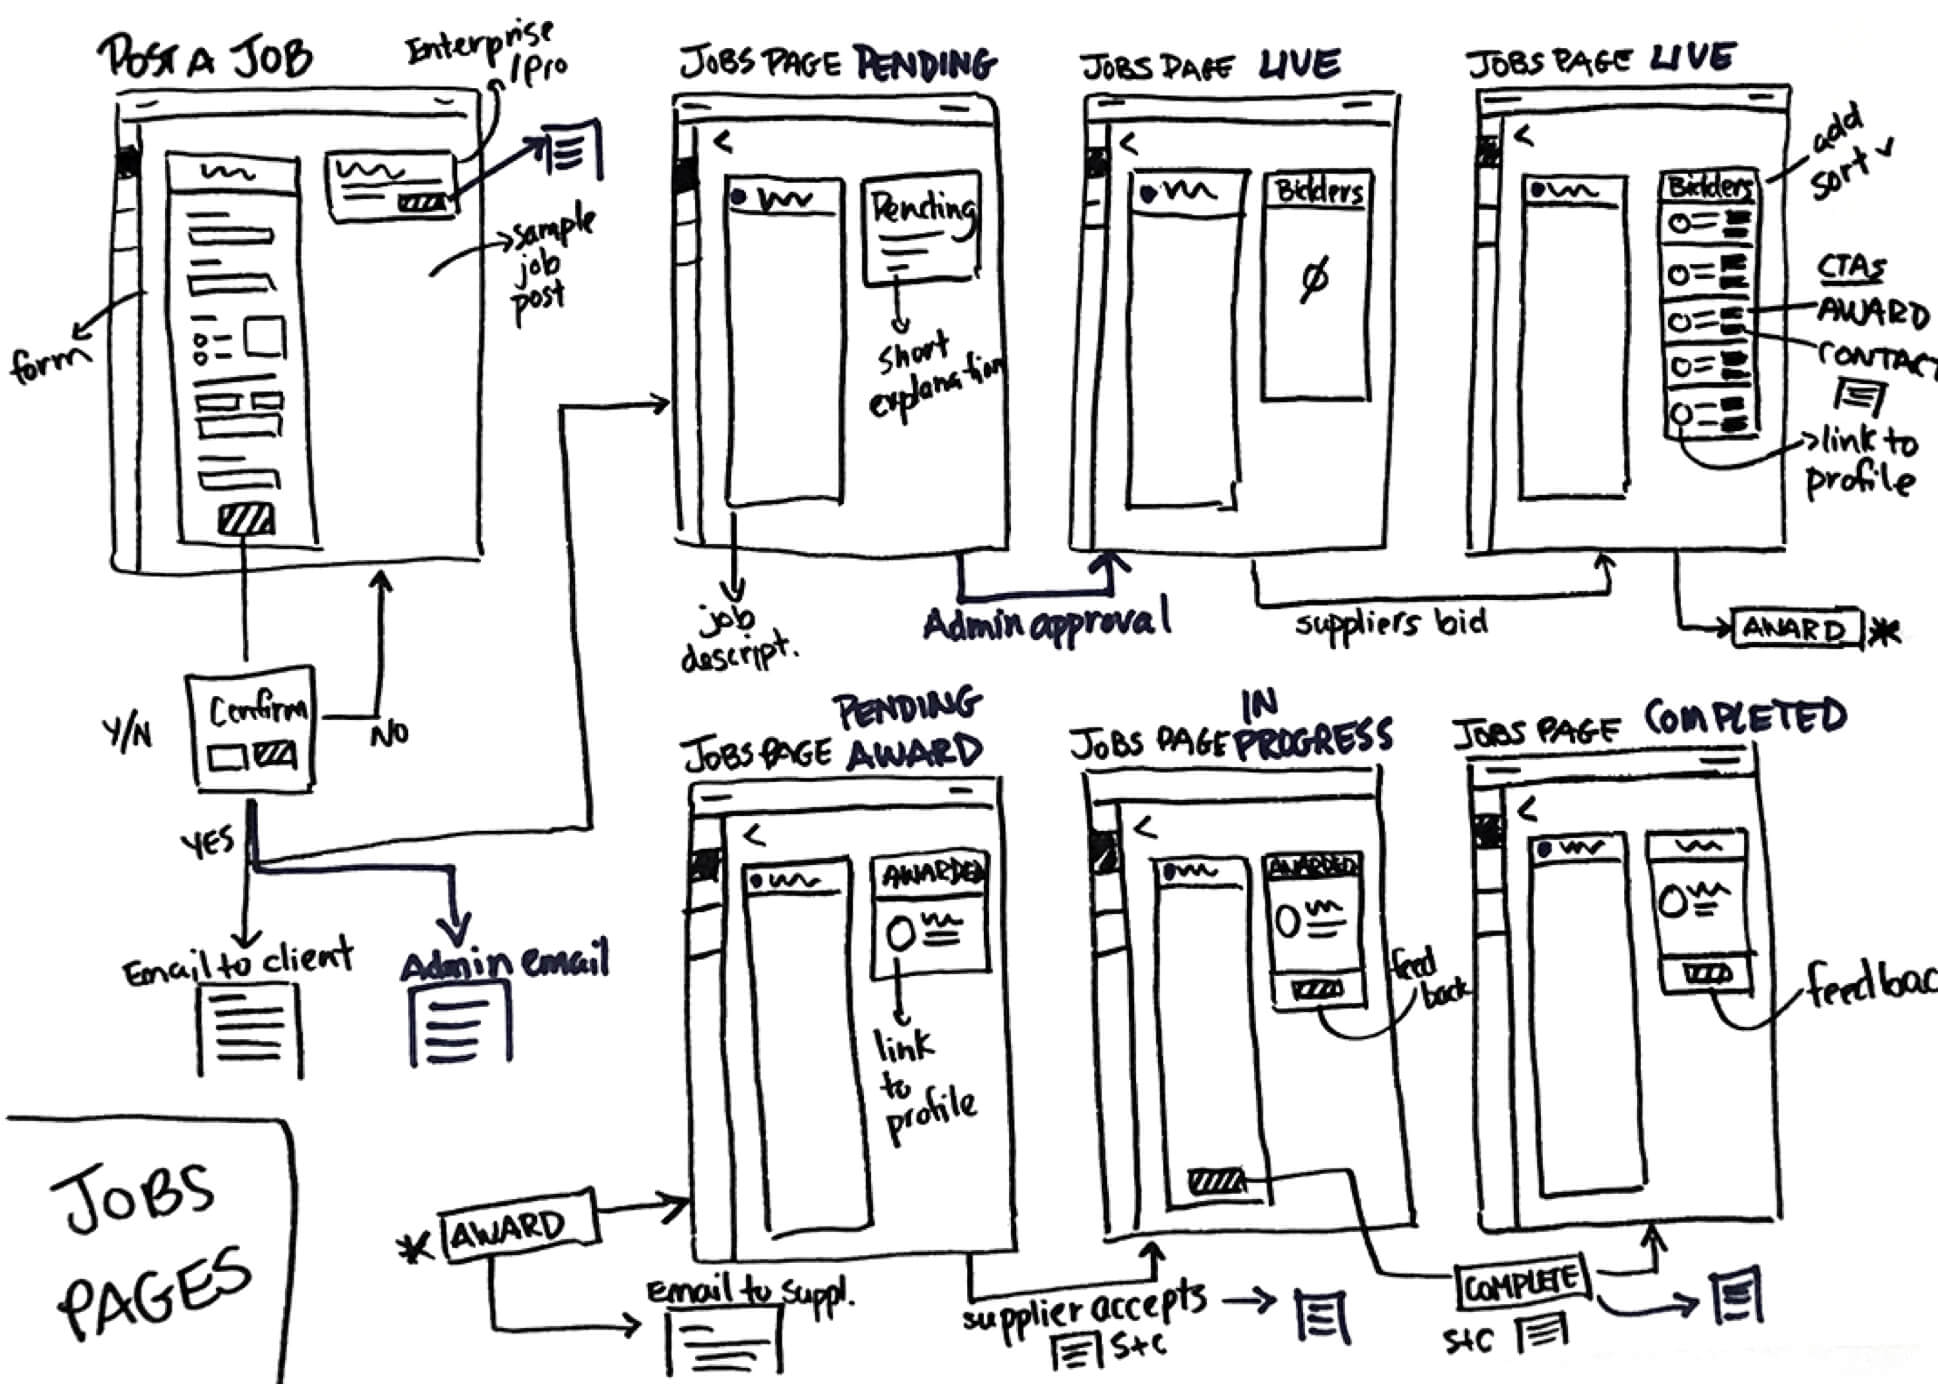 POST A JOB
Enterprise
/Pro
sample
job
post
form
Y/N
Confirm
NO
YES
Email to client
Admin email
JOBS PAGE PENDING
Pending
short
explanation
job
descript.
Admin approval
JOBS PAGE LIVE
Bidders
Ø
suppliers bid
JOBS PAGE LIVE
Bidders
add
sort
CTAs
AWARD
CONTACT
link to
profile
AWARD *
JOBS PAGE PENDING
AWARD
AWARDED
link
to
profile
* AWARD
Email to suppl.
JOBS PAGE IN
PROGRESS
AWARDED
feed
back
supplier accepts
S+C
JOBS PAGE COMPLETED
feedbac
COMPLETE
S+C
JOBS
PAGES